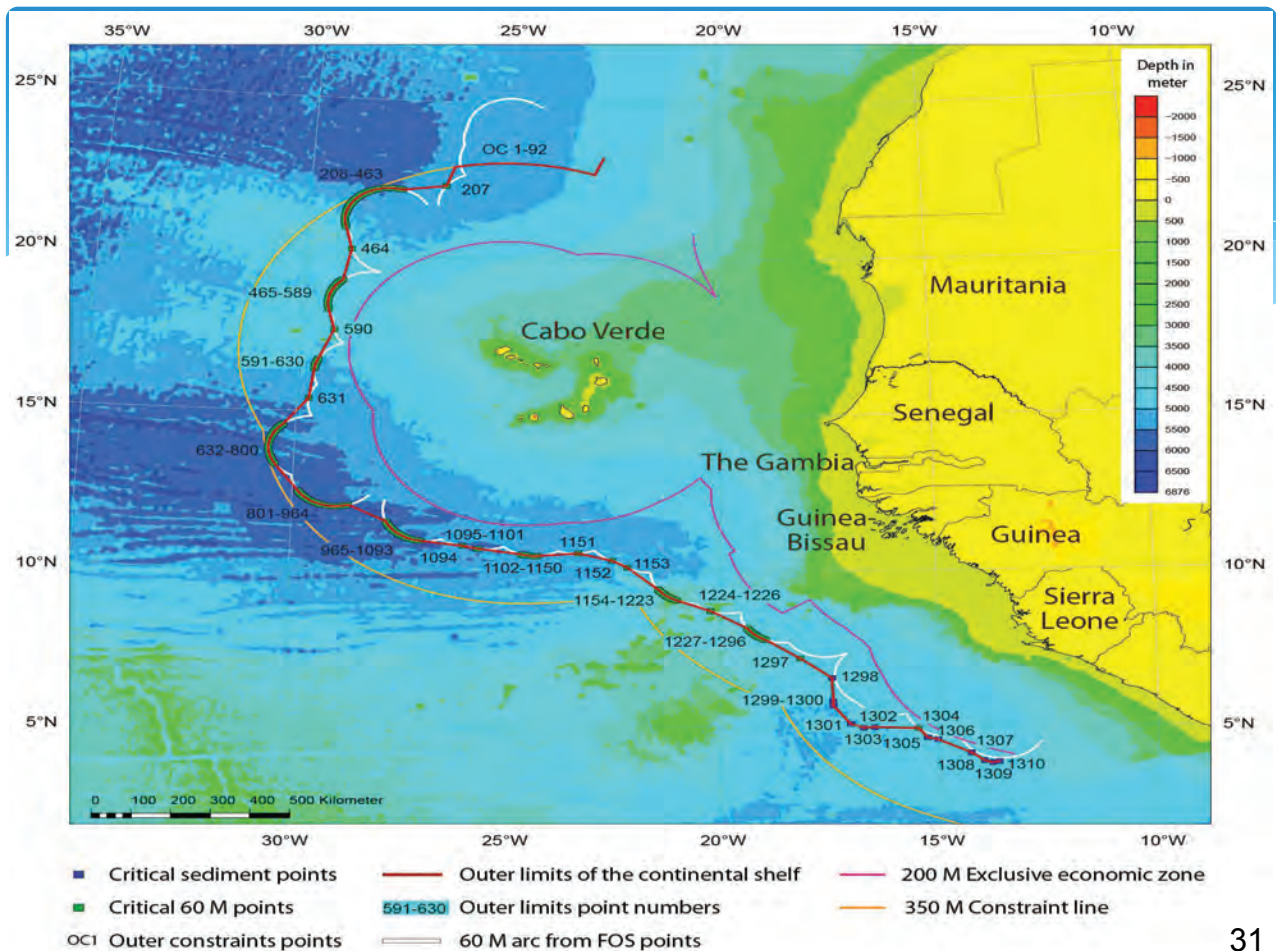 35°W 30°W 25°W 20°W 15°W 10°W
25°N
20°N
15°N
10°N
5°N
25°N
20°N
15°N
10°N
5°N
Depth in
meter
-2000
-1500
-1000
-500
0
500
1000
1500
2000
2500
3000
3500
4000
4500
5000
5500
6000
6500
6876
OC 1-92
208-463
207
464
465-589
590
591-630
631
632-800
801-964
965-1093
1094
1095-1101
1102-1150
1151
1152
1153
1154-1223
1224-1226
1227-1296
1297
1298
1299-1300
1301
1302
1303
1304
1305
1306
1307
1308
1309
1310
Cabo Verde
Mauritania
Senegal
The Gambia
Guinea-
Bissau
Guinea
Sierra
Leone
0 100 200 300 400 500 Kilometer
30°W 25°W 20°W 15°W 10°W
Critical sediment points
Outer limits of the continental shelf
200 M Exclusive economic zone
Critical 60 M points
591-630 Outer limits point numbers
350 M Constraint line
OC1 Outer constraints points
60 M arc from FOS points
31